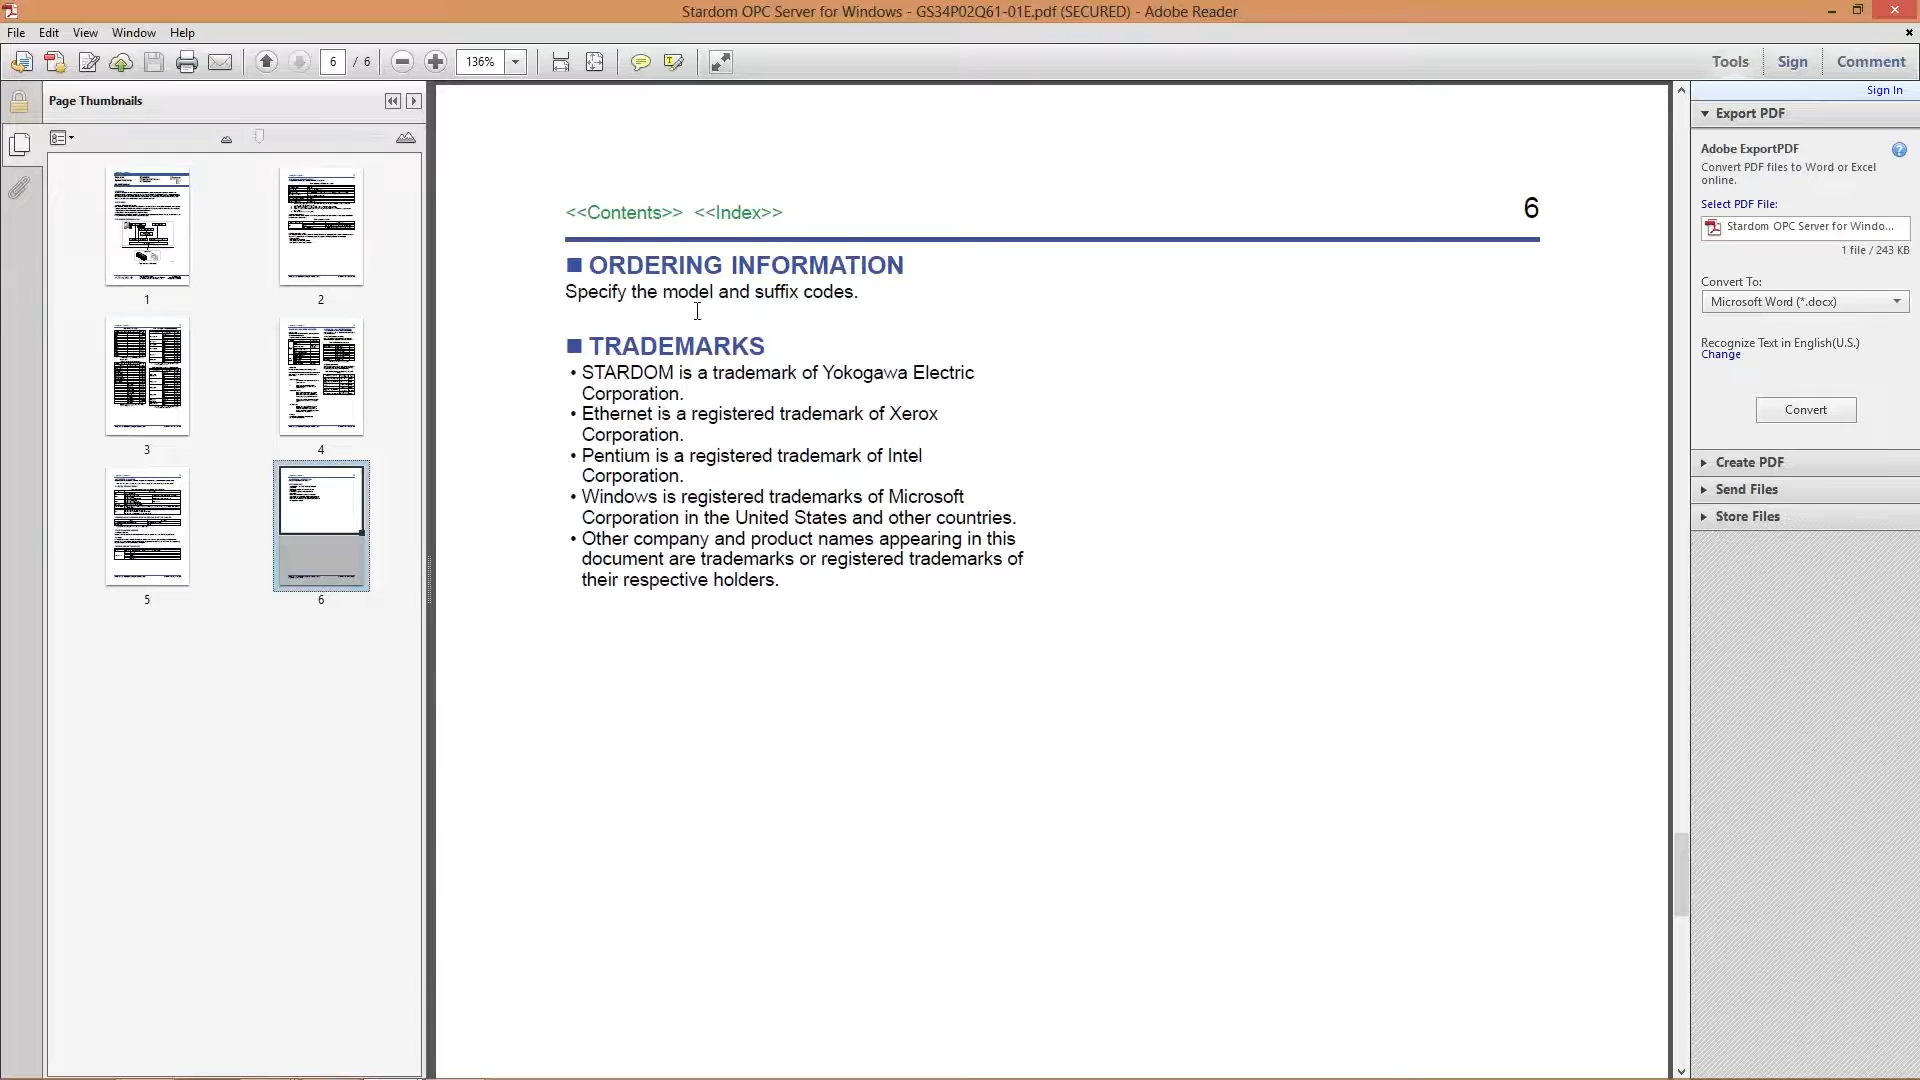 Stardom OPC Server for Windows - GS34P02Q61-01E.pdf (SECURED) - Adobe Reader
File Edit View Window Help
6 / 6 136% Tools Sign Comment
Page Thumbnails
Sign In
Export PDF
Adobe ExportPDF
Convert PDF files to Word or Excel
online.
Select PDF File:
Stardom OPC Server for Windo...
1 file / 243 KB
Convert To:
Microsoft Word (*.docx)
Recognize Text in English(U.S.)
Change
Convert
Create PDF
Send Files
Store Files
1
2
3
4
5
6
<<Contents>> <<Index>> 6
■ ORDERING INFORMATION
Specify the model and suffix codes.
■ TRADEMARKS
• STARDOM is a trademark of Yokogawa Electric
Corporation.
• Ethernet is a registered trademark of Xerox
Corporation.
• Pentium is a registered trademark of Intel
Corporation.
• Windows is registered trademarks of Microsoft
Corporation in the United States and other countries.
• Other company and product names appearing in this
document are trademarks or registered trademarks of
their respective holders.